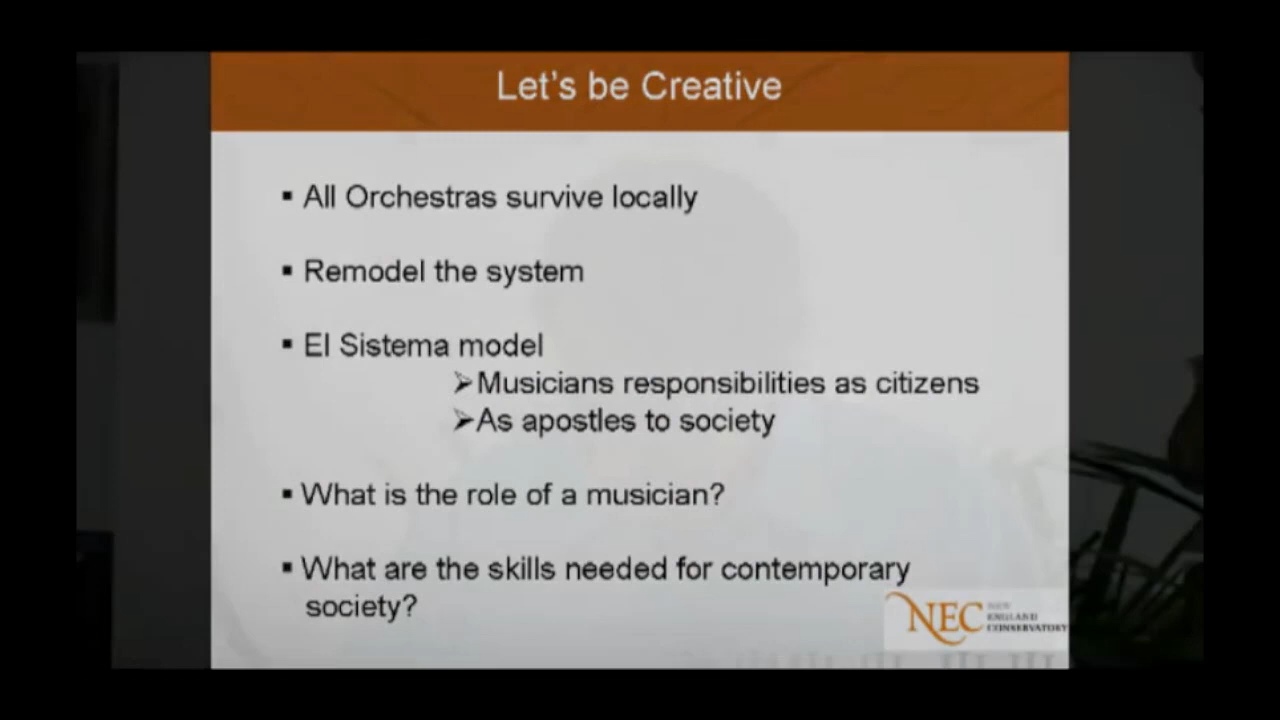 Let's be Creative
▪ All Orchestras survive locally
▪ Remodel the system
▪ El Sistema model
➢Musicians responsibilities as citizens
➢As apostles to society
▪ What is the role of a musician?
▪ What are the skills needed for contemporary
society?
NEC NEW
ENGLAND
CONSERVATORY